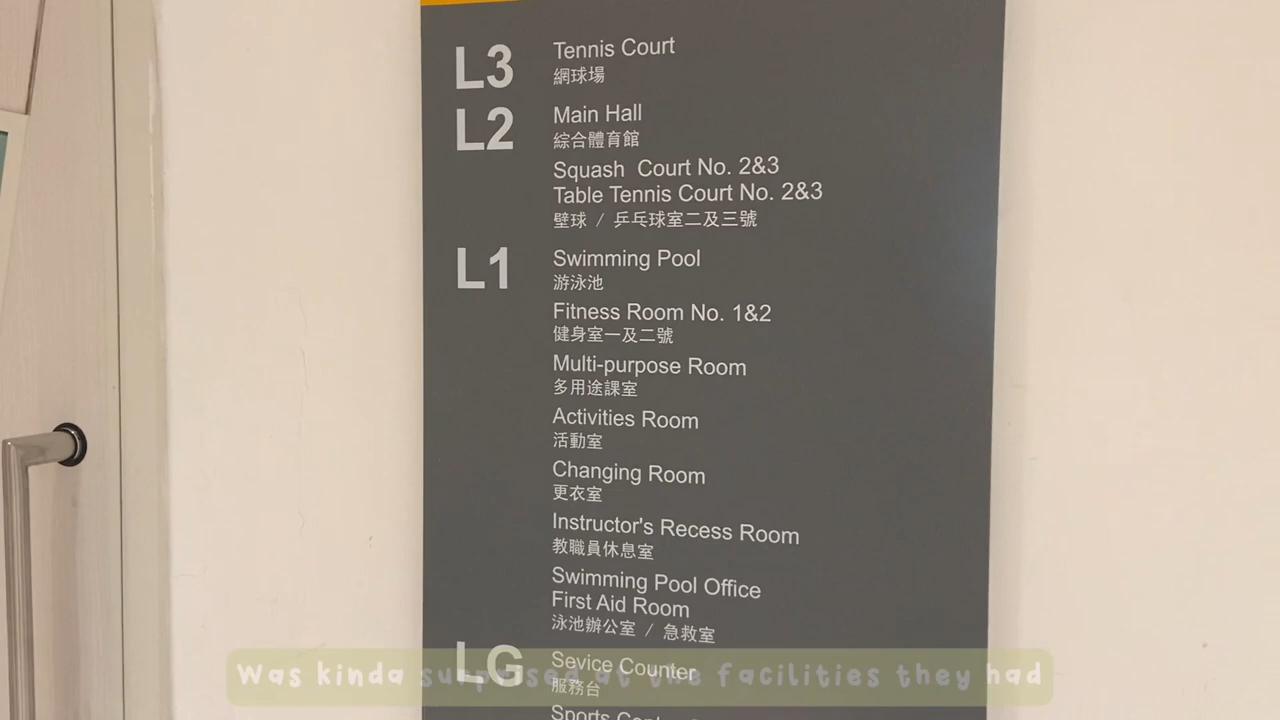 L3 Tennis Court
網球場
L2 Main Hall
綜合體育館
Squash Court No. 2&3
Table Tennis Court No. 2&3
壁球 / 乒乓球室二及三號
L1 Swimming Pool
游泳池
Fitness Room No. 1&2
健身室一及二號
Multi-purpose Room
多用途課室
Activities Room
活動室
Changing Room
更衣室
Instructor's Recess Room
教職員休息室
Swimming Pool Office
First Aid Room
泳池辦公室 / 急救室
LG Sevice Counter
服務台
Was kinda surprised at the facilities they had
Sports